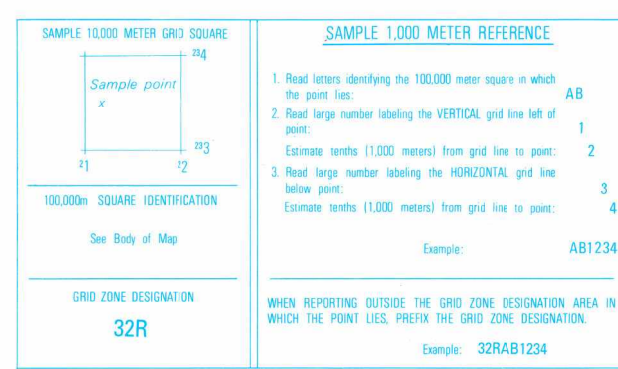 SAMPLE 10,000 METER GRID SQUARE
²³4
Sample point
x
²³3
²1
²2
100,000m SQUARE IDENTIFICATION
See Body of Map
GRID ZONE DESIGNATION
32R
SAMPLE 1,000 METER REFERENCE
1. Read letters identifying the 100,000 meter square in which
the point lies: AB
2. Read large number labeling the VERTICAL grid line left of
point: 1
Estimate tenths (1,000 meters) from grid line to point: 2
3. Read large number labeling the HORIZONTAL grid line
below point: 3
Estimate tenths (1,000 meters) from grid line to point: 4
Example: AB1234
WHEN REPORTING OUTSIDE THE GRID ZONE DESIGNATION AREA IN
WHICH THE POINT LIES, PREFIX THE GRID ZONE DESIGNATION.
Example: 32RAB1234